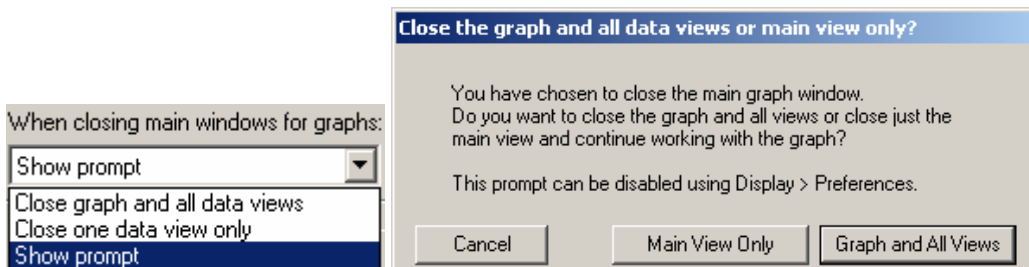 When closing main windows for graphs:
Show prompt
Close graph and all data views
Close one data view only
Show prompt
Close the graph and all data views or main view only?
You have chosen to close the main graph window.
Do you want to close the graph and all views or close just the
main view and continue working with the graph?
This prompt can be disabled using Display > Preferences.
Cancel
Main View Only
Graph and All Views